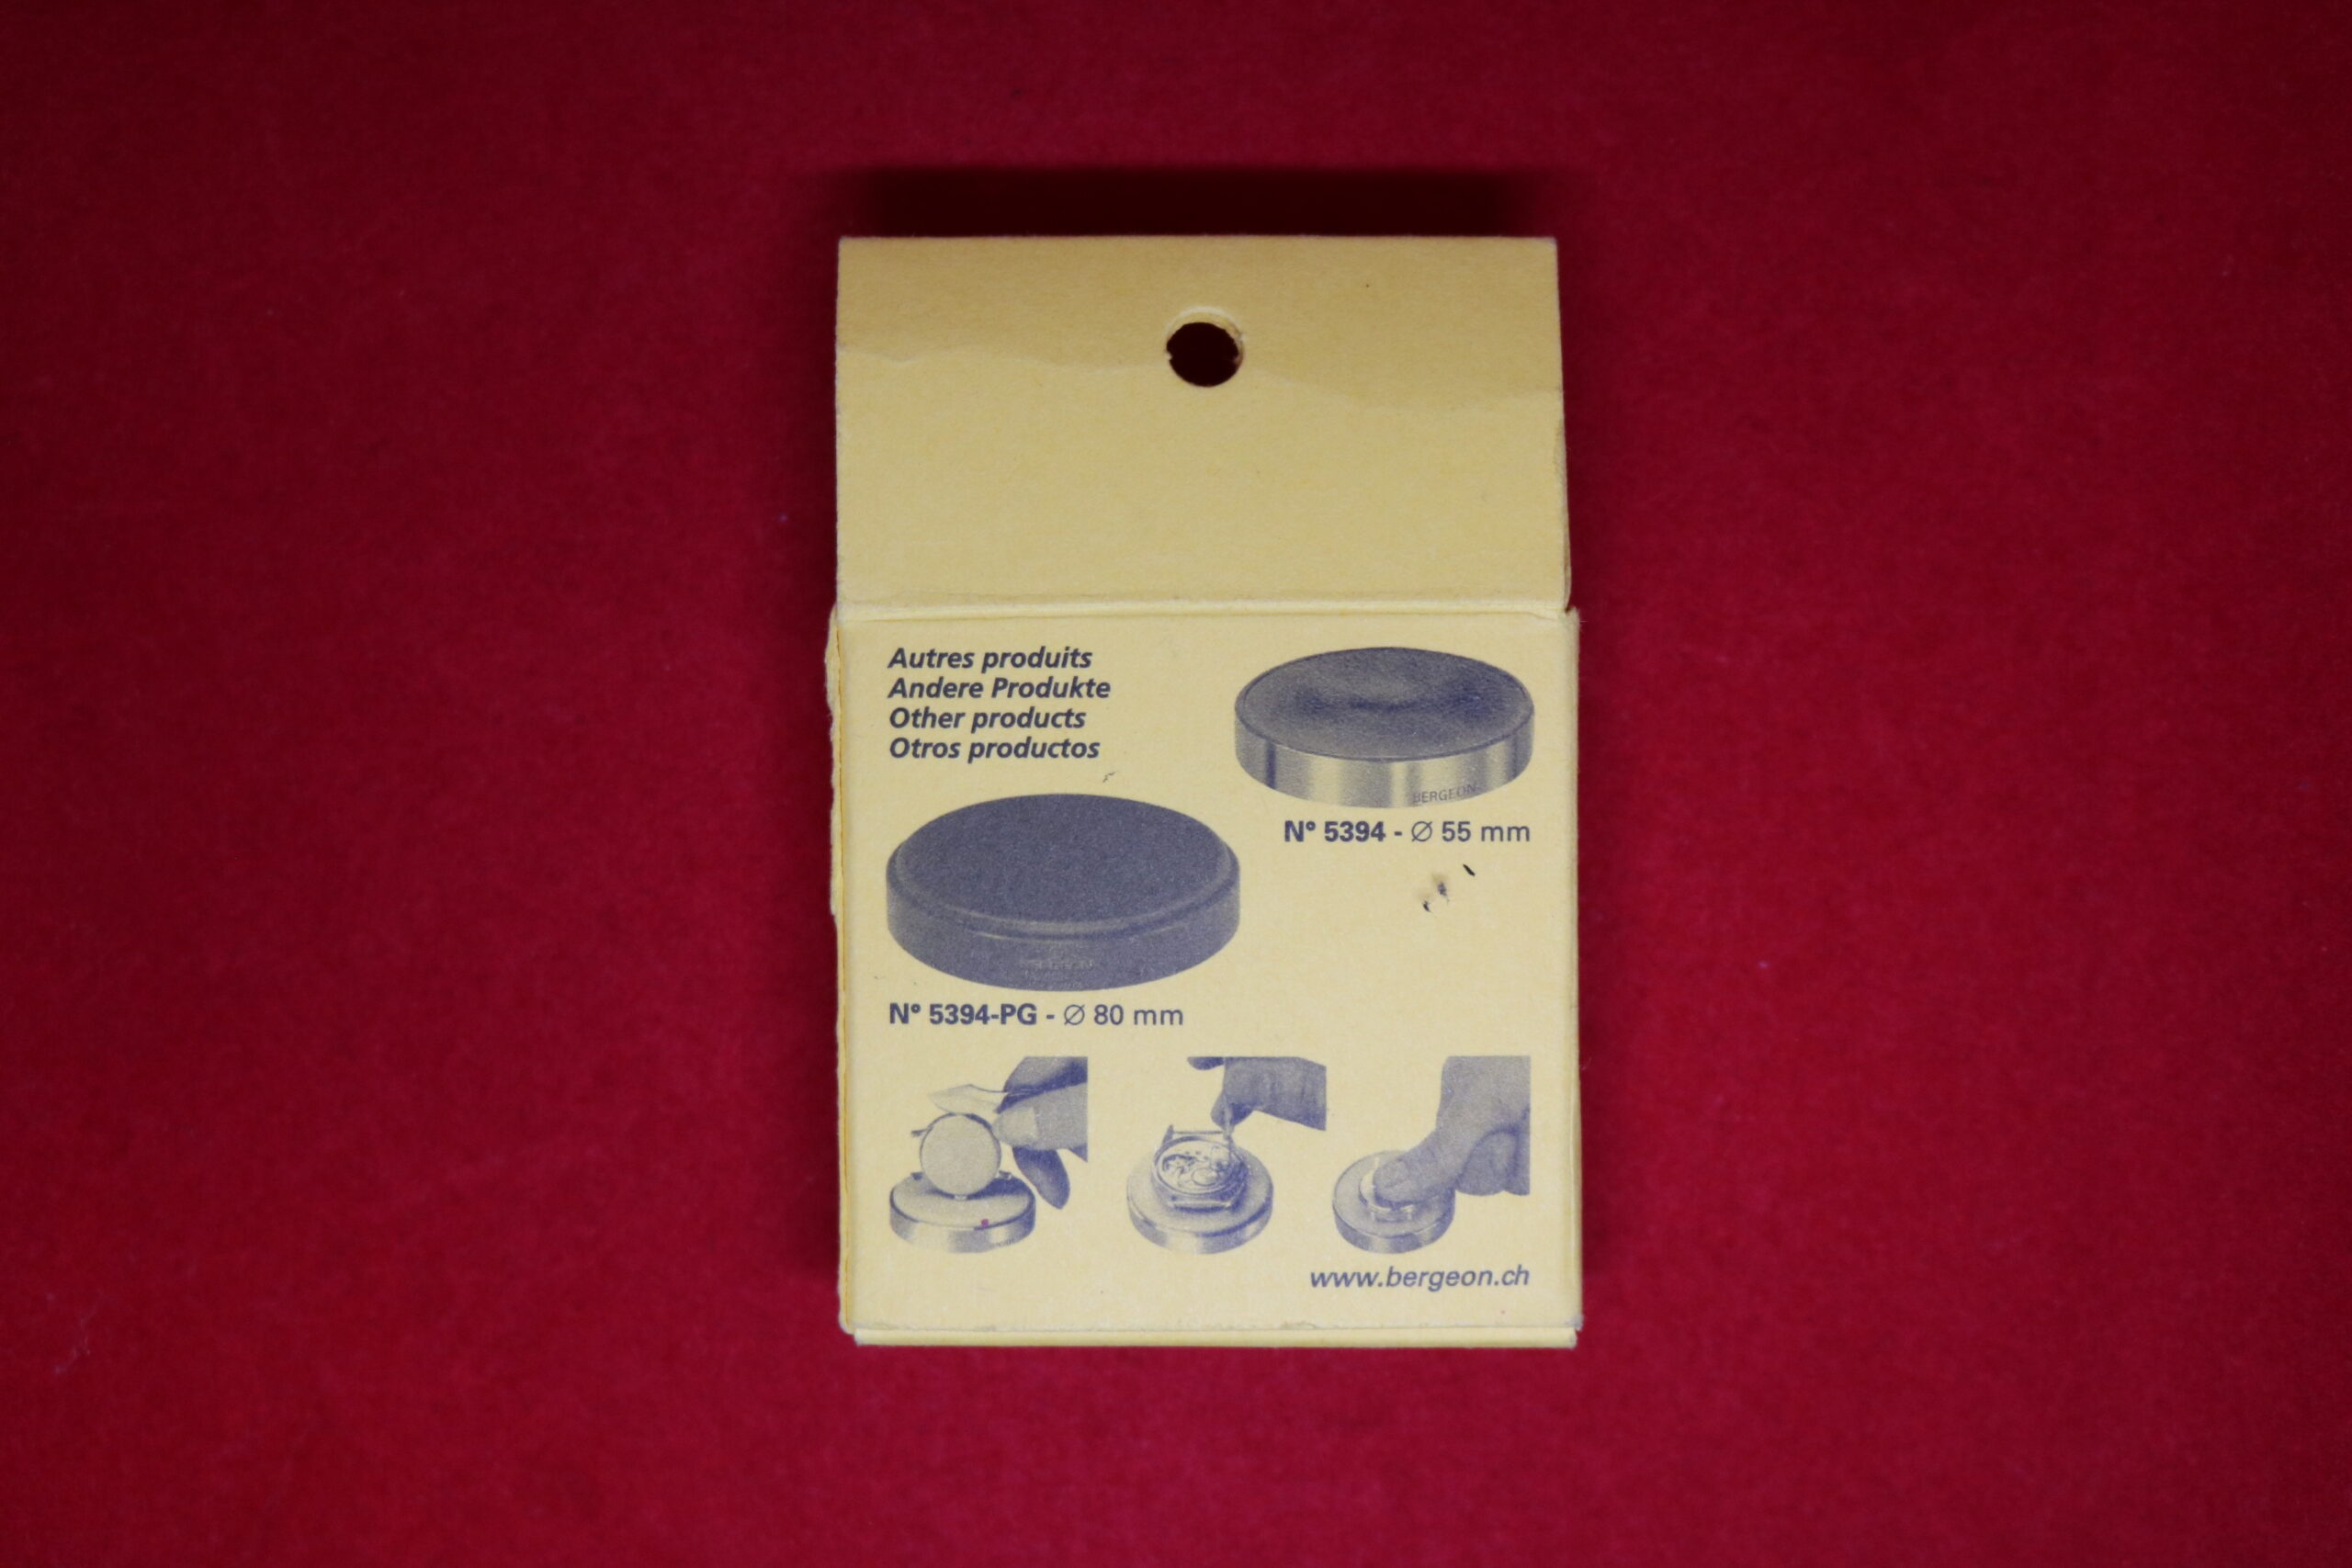 Autres produits
Andere Produkte
Other products
Otros productos
BERGEON
N° 5394 - Ø 55 mm
N° 5394-PG - Ø 80 mm
www.bergeon.ch